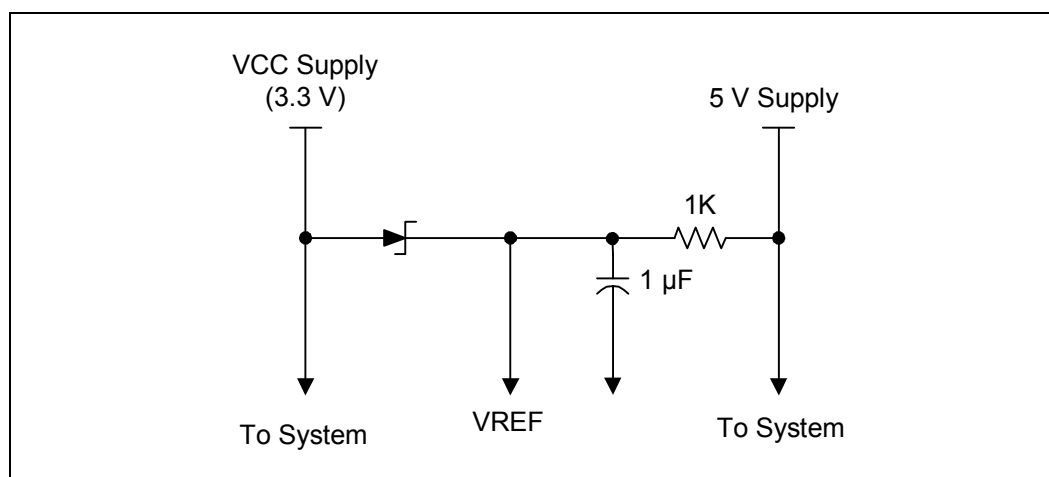 VCC Supply
(3.3 V)
5 V Supply
1K
1 µF
To System
VREF
To System